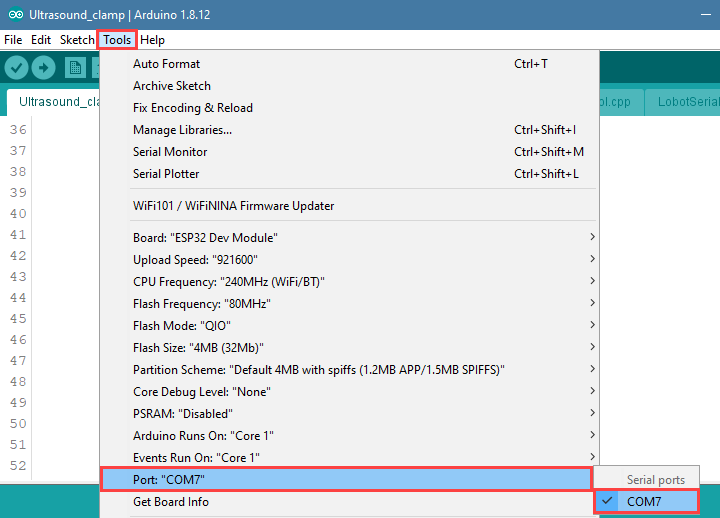 Ultrasound_clamp | Arduino 1.8.12
File Edit Sketch Tools Help
Auto Format Ctrl+T
Archive Sketch
Fix Encoding & Reload
Manage Libraries... Ctrl+Shift+I
Serial Monitor Ctrl+Shift+M
Serial Plotter Ctrl+Shift+L
WiFi101 / WiFiNINA Firmware Updater
Board: "ESP32 Dev Module"
Upload Speed: "921600"
CPU Frequency: "240MHz (WiFi/BT)"
Flash Frequency: "80MHz"
Flash Mode: "QIO"
Flash Size: "4MB (32Mb)"
Partition Scheme: "Default 4MB with spiffs (1.2MB APP/1.5MB SPIFFS)"
Core Debug Level: "None"
PSRAM: "Disabled"
Arduino Runs On: "Core 1"
Events Run On: "Core 1"
Port: "COM7"
Get Board Info
Serial ports
COM7
Ultrasound_cla
ol.cpp
LobotSerial
36
37
38
39
40
41
42
43
44
45
46
47
48
49
50
51
52